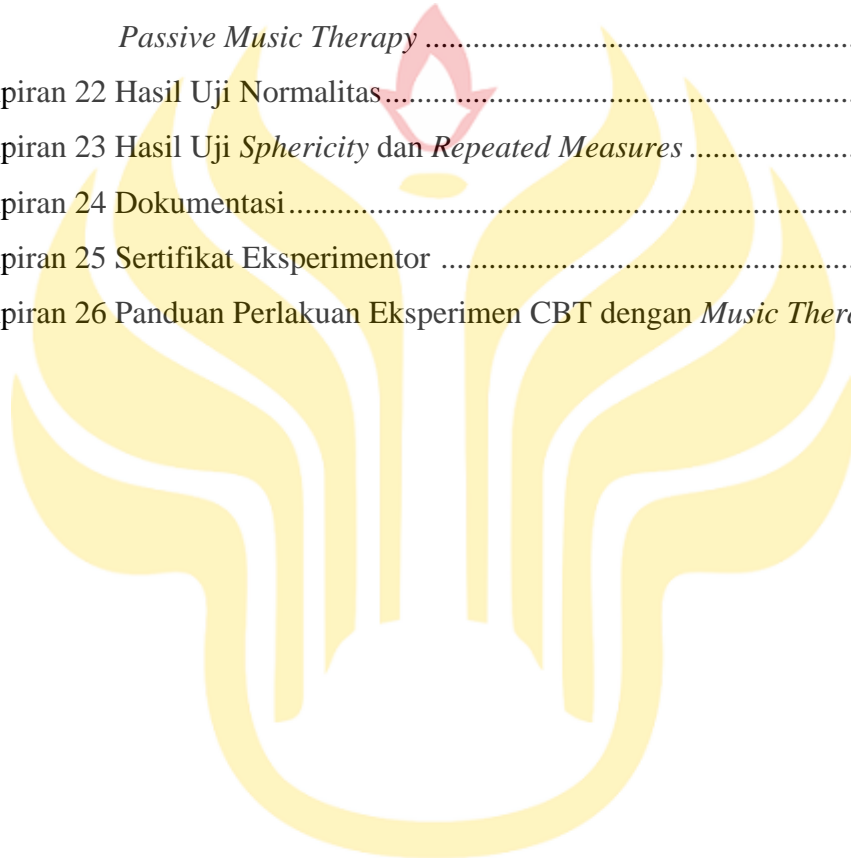 Passive Music Therapy ........................................................
piran 22 Hasil Uji Normalitas ........................................................
piran 23 Hasil Uji Sphericity dan Repeated Measures ....................
piran 24 Dokumentasi ........................................................
piran 25 Sertifikat Eksperimentor ........................................................
piran 26 Panduan Perlakuan Eksperimen CBT dengan Music Thera